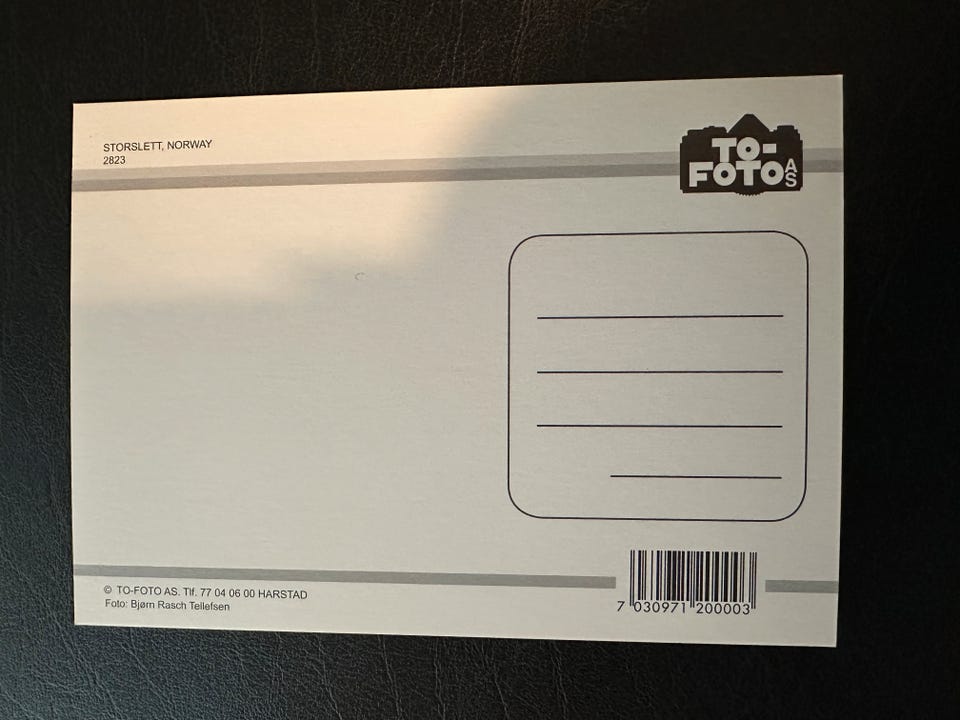 STORSLETT, NORWAY
2823
TO-
FOTO AS
© TO-FOTO AS. Tlf. 77 04 06 00 HARSTAD
Foto: Bjørn Rasch Tellefsen
7 030971 200003